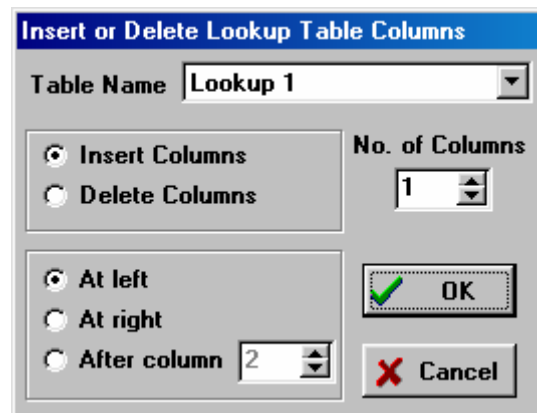 Insert or Delete Lookup Table Columns
Table Name Lookup 1
Insert Columns
Delete Columns
No. of Columns
1
At left
At right
After column 2
OK
Cancel